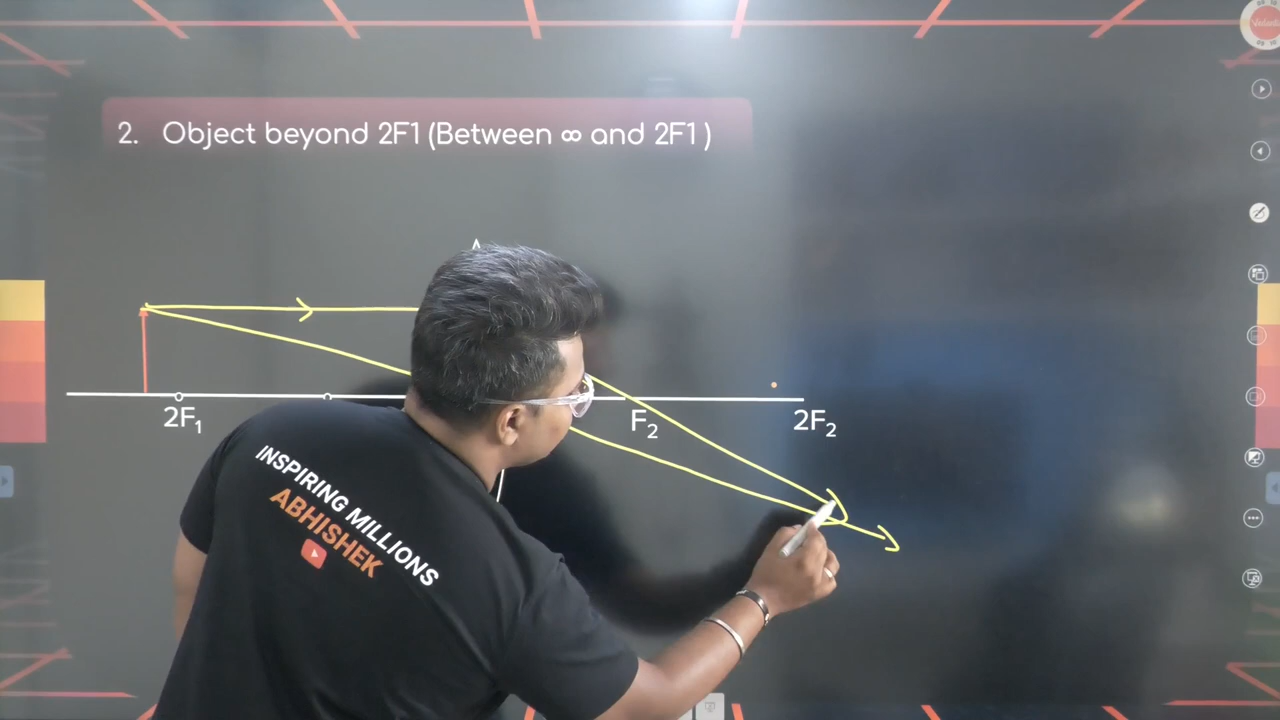 2. Object beyond 2F1 (Between ∞ and 2F1)
2F₁
F₂
2F₂
INSPIRING MILLIONS
ABHISHEK